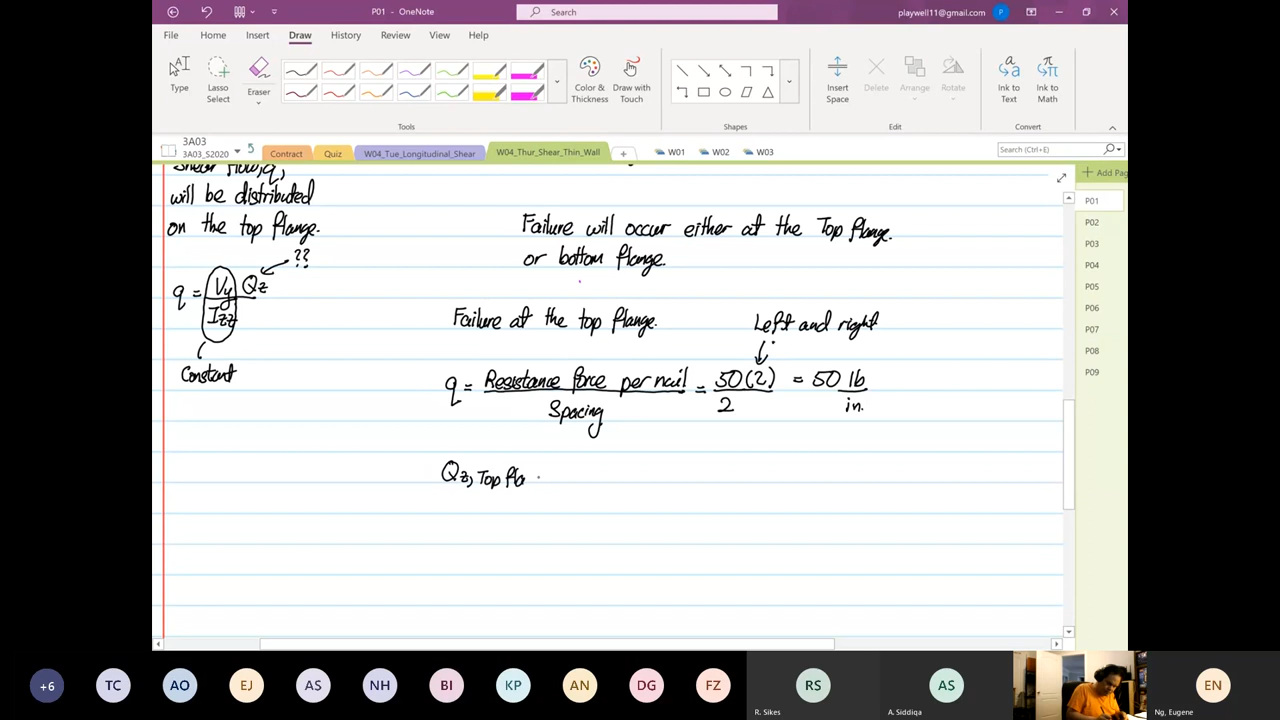 P01 - OneNote
Search
playwell11@gmail.com
P
File
Home
Insert
Draw
History
Review
View
Help
Type
Lasso
Select
Eraser
Color &
Thickness
Draw with
Touch
Insert
Space
Delete
Arrange
Rotate
Ink to
Text
Ink to
Math
Tools
Shapes
Edit
Convert
3A03
3A03_S2020
5
Contract
Quiz
W04_Tue_Longitudinal_Shear
W04_Thur_Shear_Thin_Wall
W01
W02
W03
Search (Ctrl+E)
Add Pag
P01
P02
P03
P04
P05
P06
P07
P08
P09
Shear flow, q,
will be distributed
on the top flange.
??
q = Vy Qz
Izz
Constant
Failure will occur either at the Top flange.
or bottom flange.
Failure at the top flange.
Left and right
q = Resistance force per nail = 50(2) = 50 lb
Spacing 2 in.
Qz, Top fla
+6
TC
AO
EJ
AS
NH
BI
KP
AN
DG
FZ
RS
R. Sikes
AS
A. Siddiqa
Ng, Eugene
EN